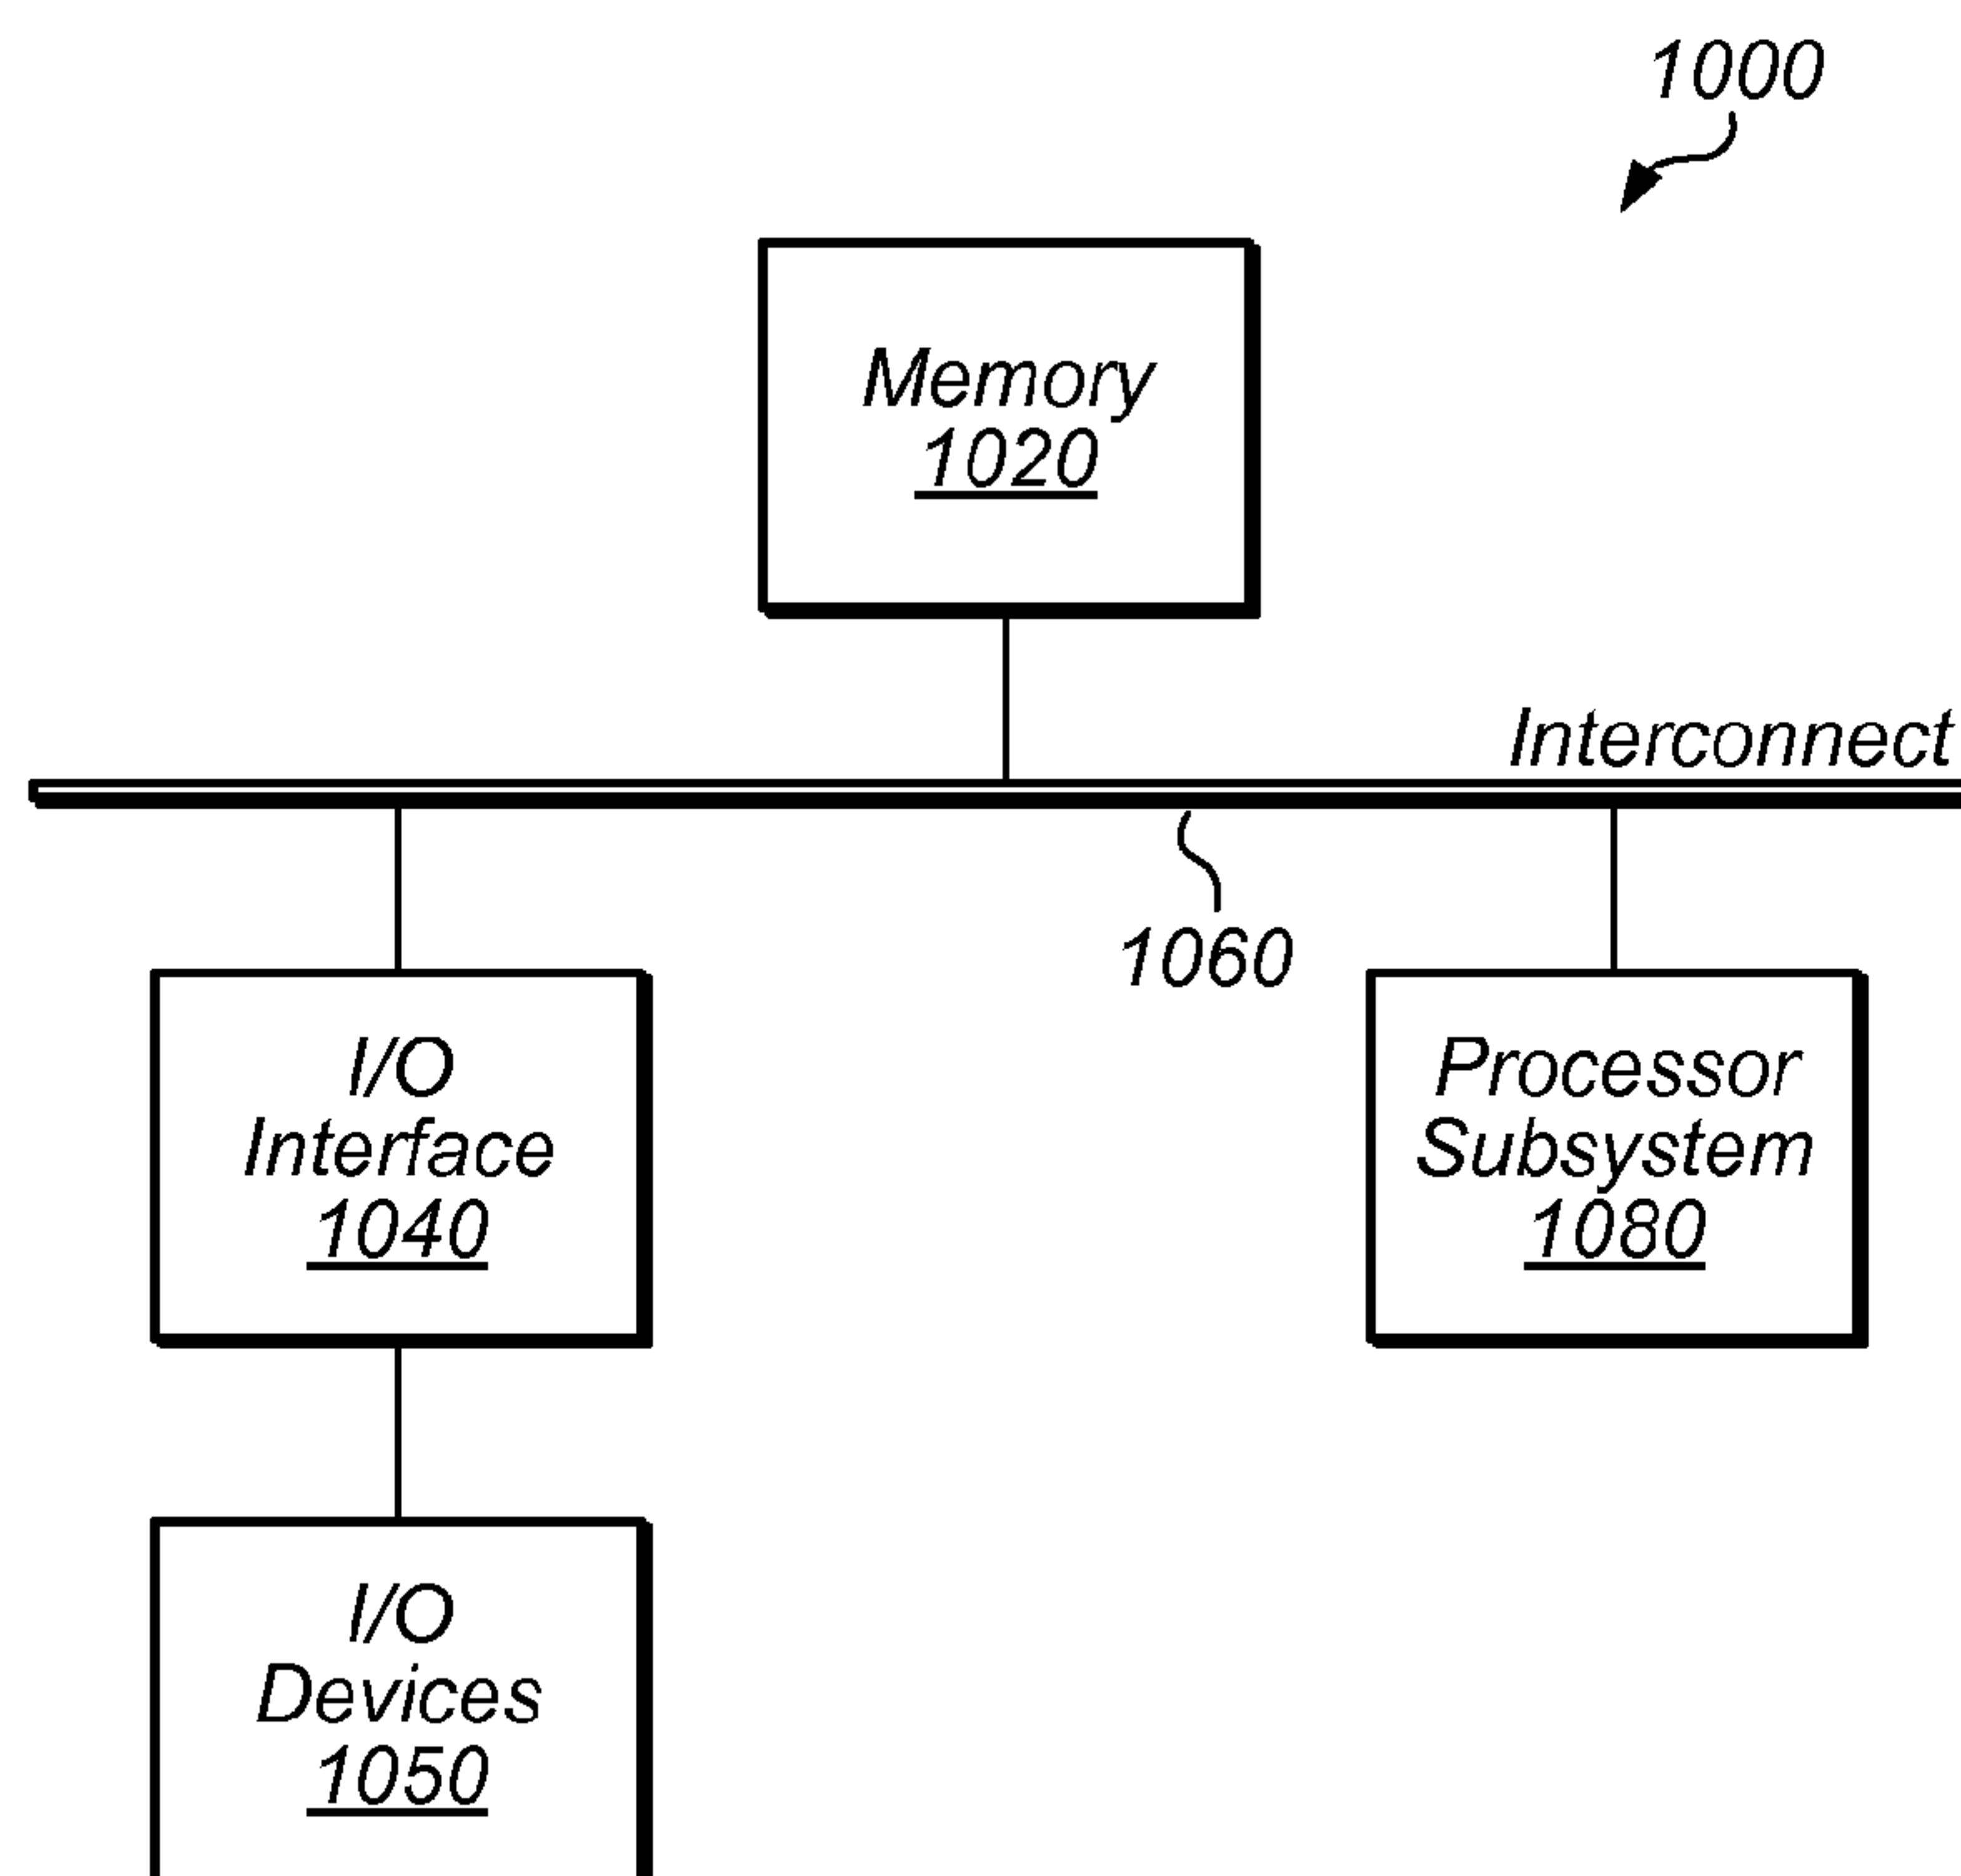 1000
Memory
1020
Interconnect
1060
I/O
Interface
1040
Processor
Subsystem
1080
I/O
Devices
1050